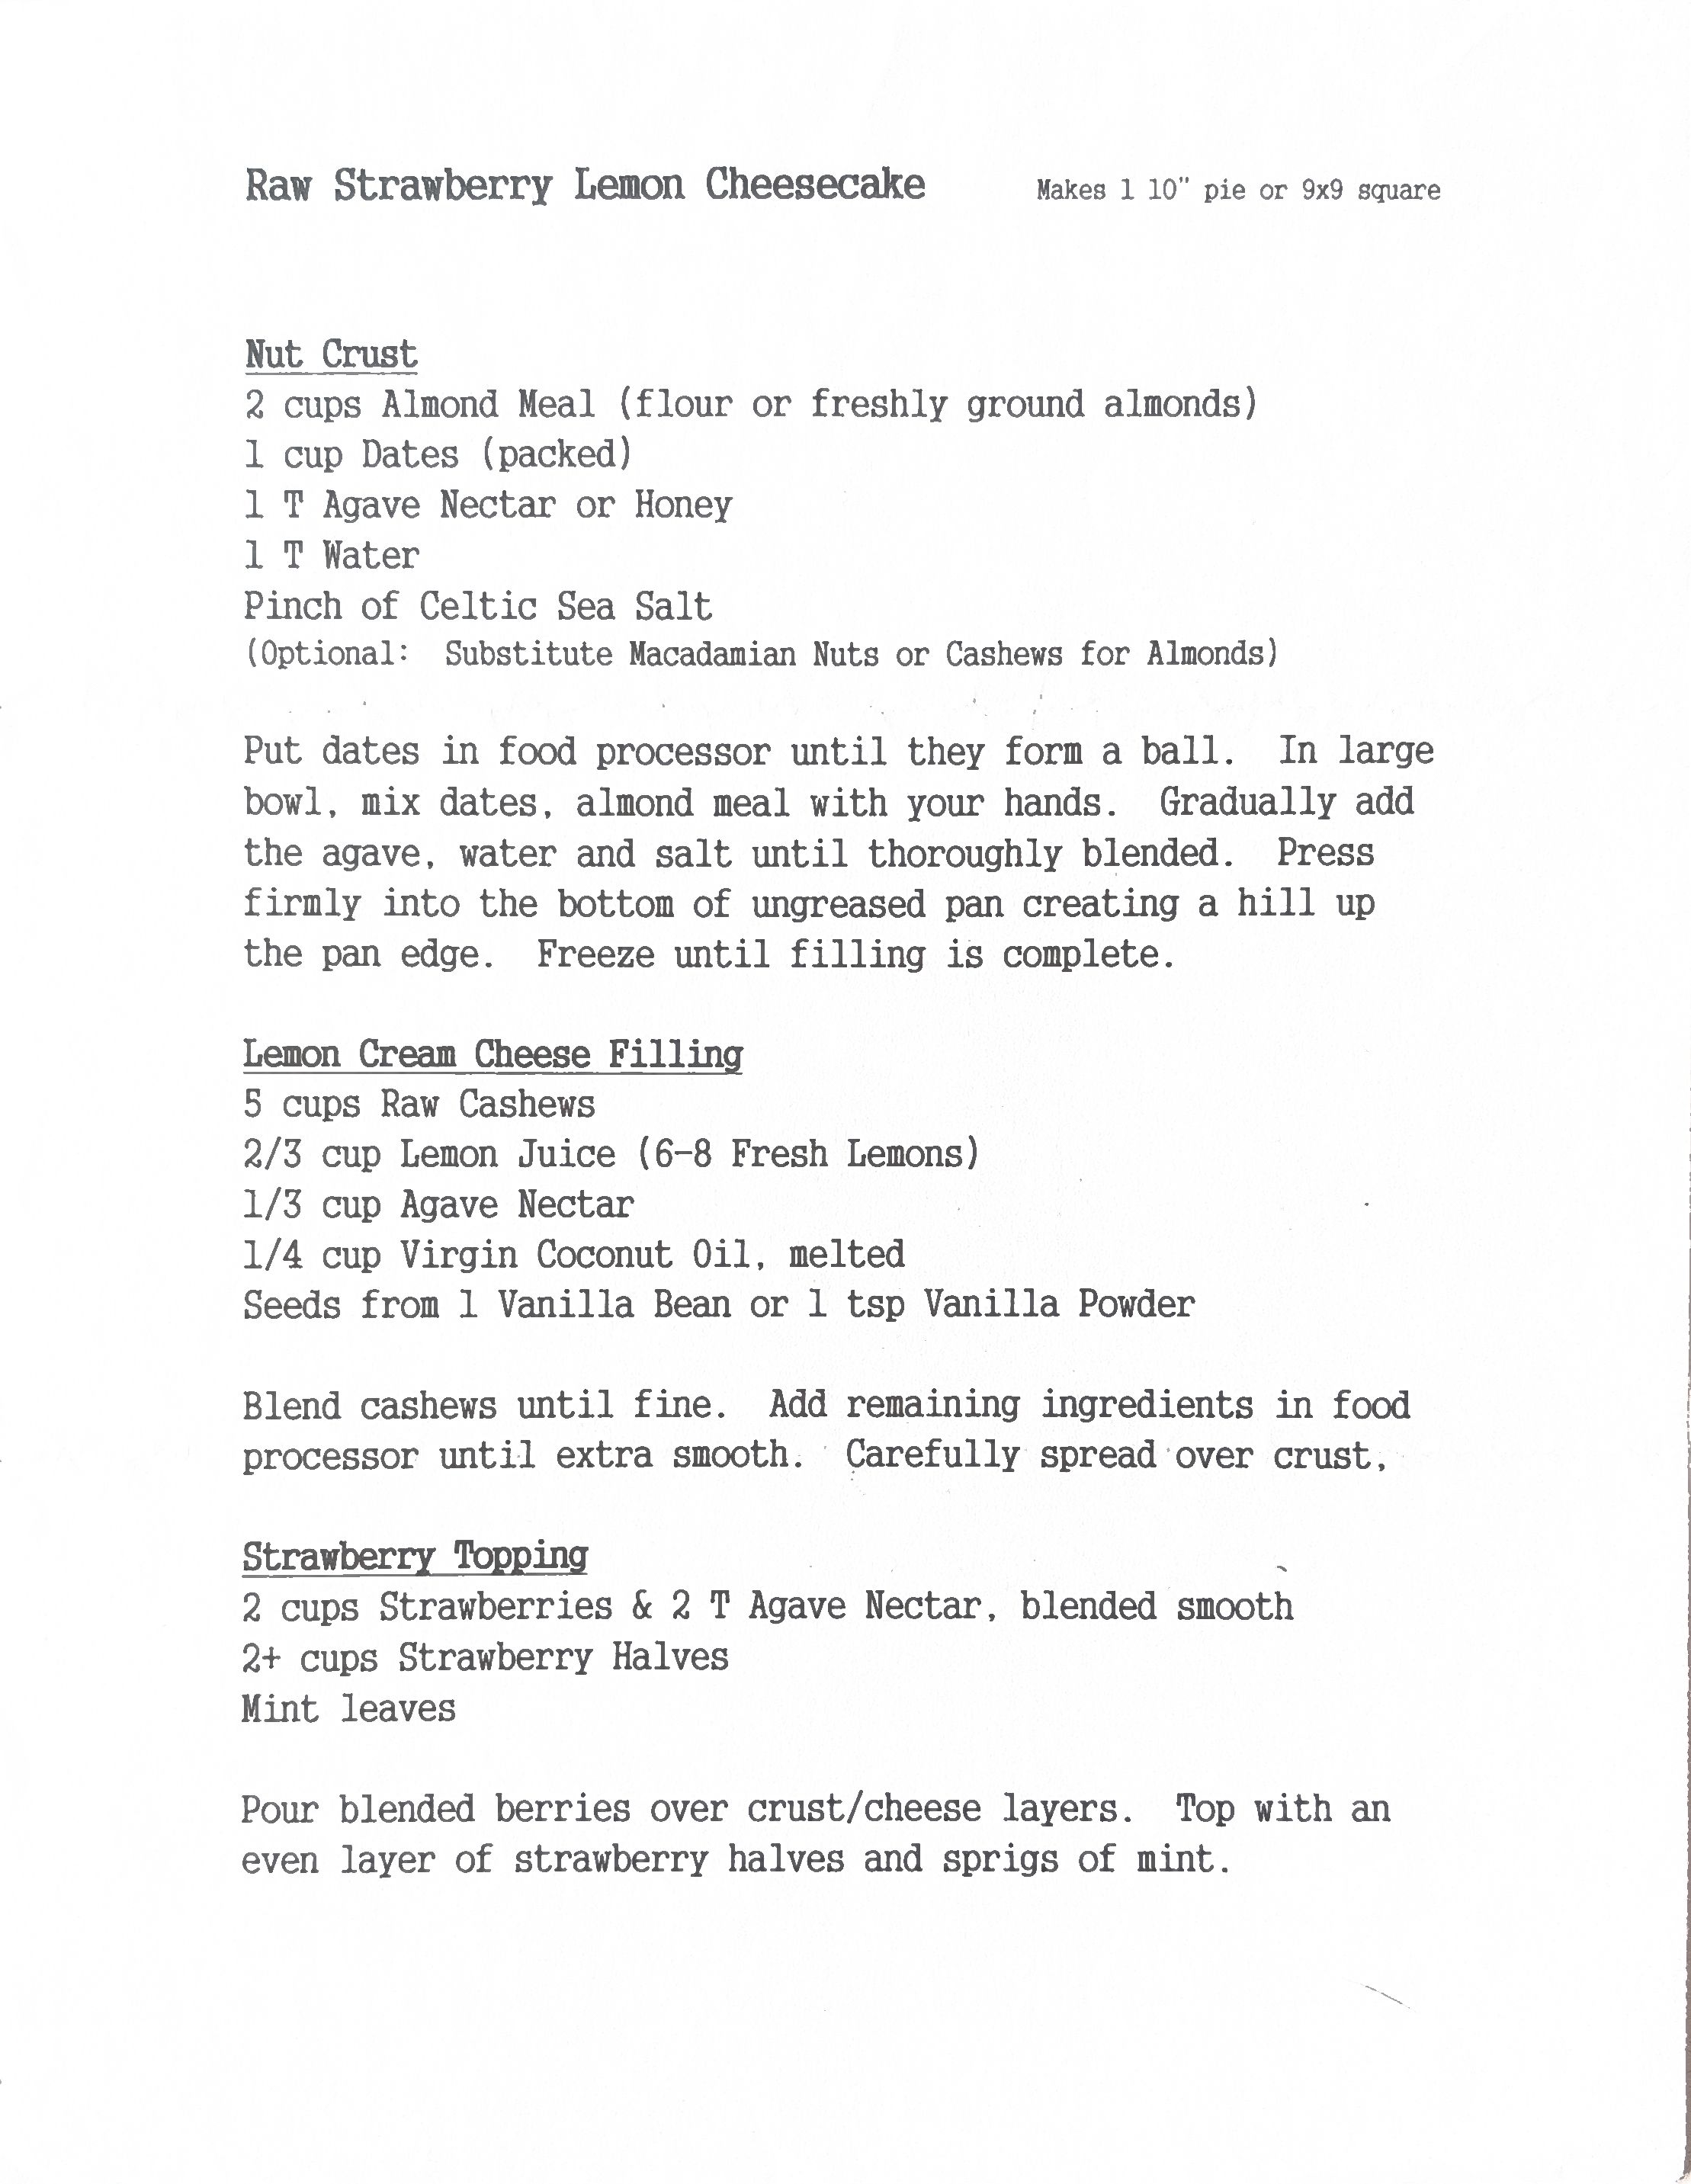 Raw Strawberry Lemon Cheesecake Makes 1 10" pie or 9x9 square
Nut Crust
2 cups Almond Meal (flour or freshly ground almonds)
1 cup Dates (packed)
1 T Agave Nectar or Honey
1 T Water
Pinch of Celtic Sea Salt
(Optional: Substitute Macadamian Nuts or Cashews for Almonds)
Put dates in food processor until they form a ball. In large
bowl, mix dates, almond meal with your hands. Gradually add
the agave, water and salt until thoroughly blended. Press
firmly into the bottom of ungreased pan creating a hill up
the pan edge. Freeze until filling is complete.
Lemon Cream Cheese Filling
5 cups Raw Cashews
2/3 cup Lemon Juice (6-8 Fresh Lemons)
1/3 cup Agave Nectar
1/4 cup Virgin Coconut Oil, melted
Seeds from 1 Vanilla Bean or 1 tsp Vanilla Powder
Blend cashews until fine. Add remaining ingredients in food
processor until extra smooth. Carefully spread over crust.
Strawberry Topping
2 cups Strawberries & 2 T Agave Nectar, blended smooth
2+ cups Strawberry Halves
Mint leaves
Pour blended berries over crust/cheese layers. Top with an
even layer of strawberry halves and sprigs of mint.